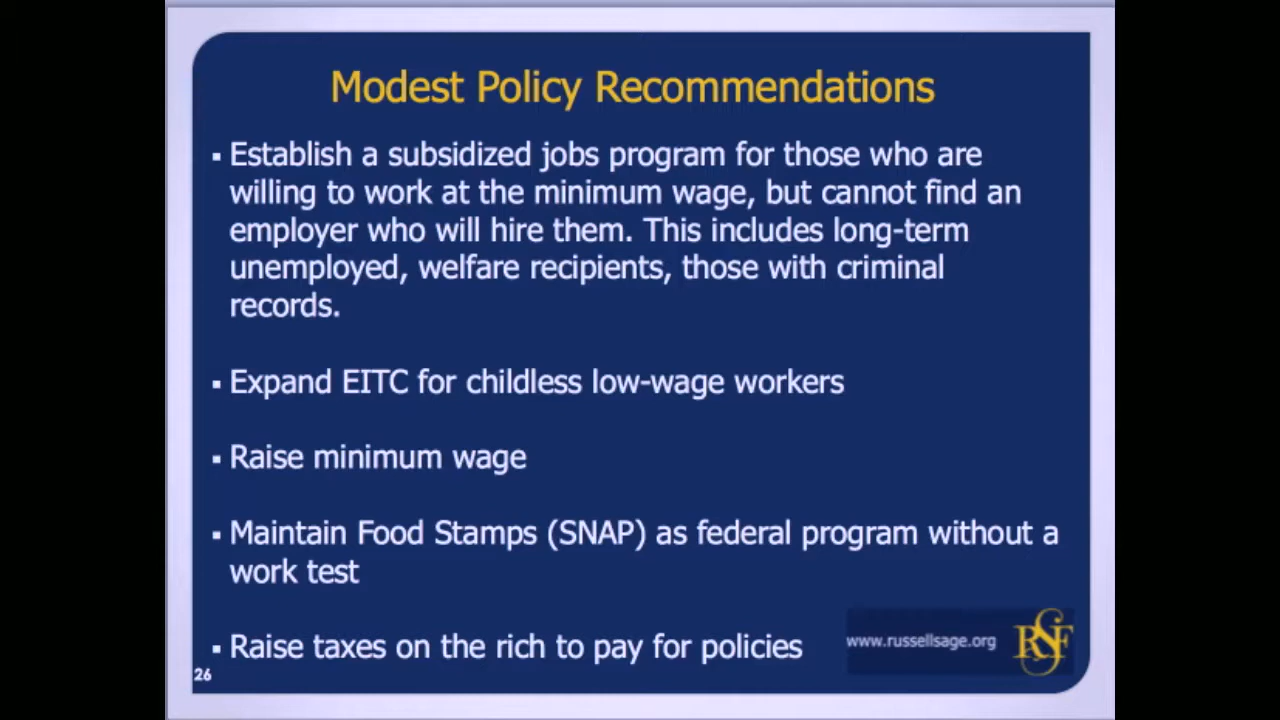 Modest Policy Recommendations
▪ Establish a subsidized jobs program for those who are
willing to work at the minimum wage, but cannot find an
employer who will hire them. This includes long-term
unemployed, welfare recipients, those with criminal
records.
▪ Expand EITC for childless low-wage workers
▪ Raise minimum wage
▪ Maintain Food Stamps (SNAP) as federal program without a
work test
▪ Raise taxes on the rich to pay for policies
www.russellsage.org
RSF
26